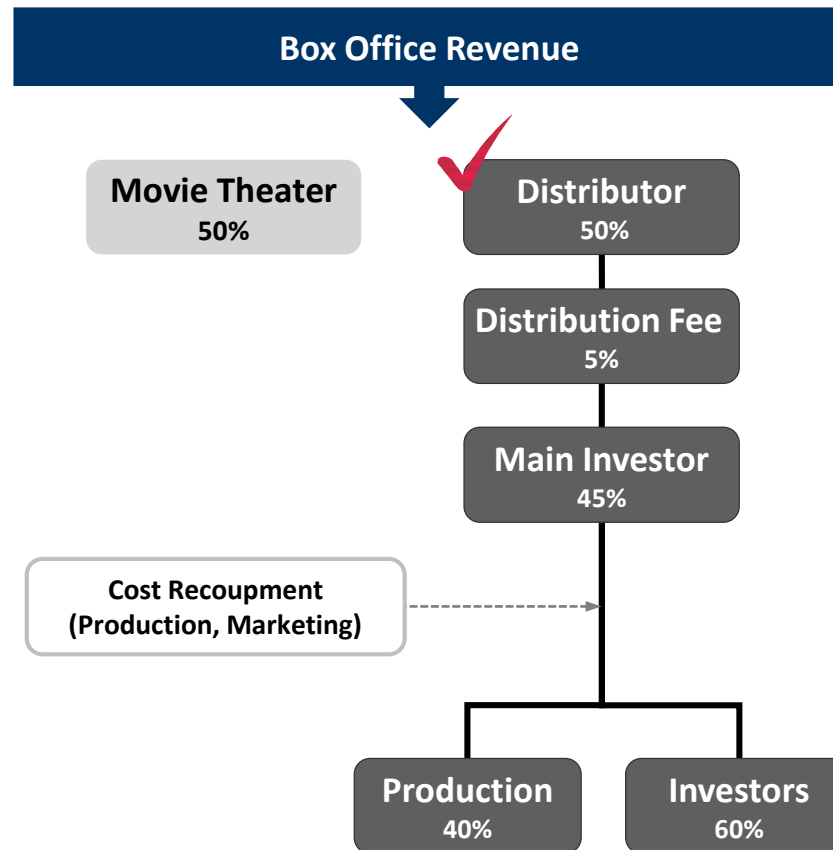 Box Office Revenue
Movie Theater
50%
Distributor
50%
Distribution Fee
5%
Main Investor
45%
Cost Recoupment
(Production, Marketing)
Production
40%
Investors
60%